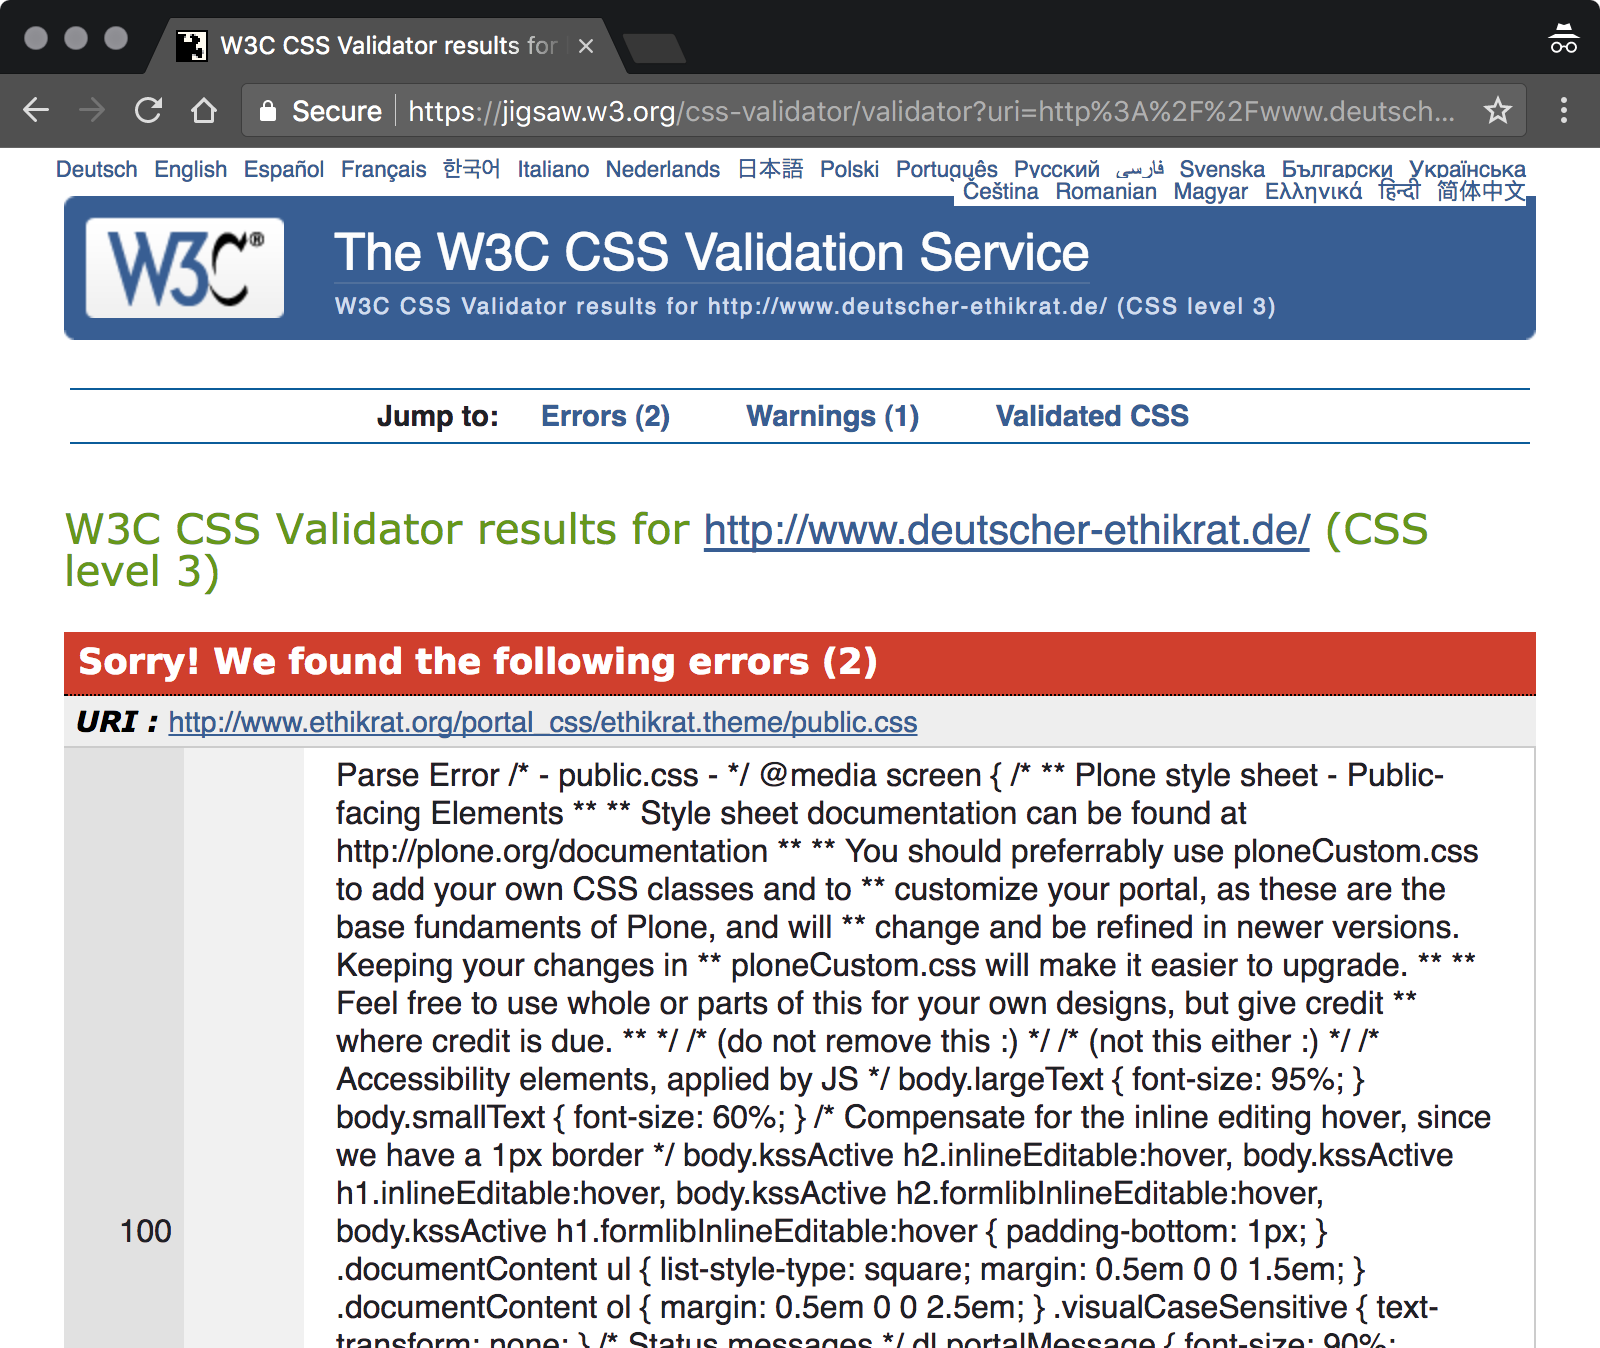 W3C CSS Validator results for
Secure https://jigsaw.w3.org/css-validator/validator?uri=http%3A%2F%2Fwww.deutsch...
Deutsch English Español Français 한국어 Italiano Nederlands 日本語 Polski Português Русский فارسی Svenska Български Українська
Čeština Romanian Magyar Ελληνικά हिन्दी 简体中文
W3C®
The W3C CSS Validation Service
W3C CSS Validator results for http://www.deutscher-ethikrat.de/ (CSS level 3)
Jump to: Errors (2) Warnings (1) Validated CSS
W3C CSS Validator results for http://www.deutscher-ethikrat.de/ (CSS
level 3)
Sorry! We found the following errors (2)
URI : http://www.ethikrat.org/portal_css/ethikrat.theme/public.css
Parse Error /* - public.css - */ @media screen { /* ** Plone style sheet - Public-
facing Elements ** ** Style sheet documentation can be found at
http://plone.org/documentation ** ** You should preferrably use ploneCustom.css
to add your own CSS classes and to ** customize your portal, as these are the
base fundaments of Plone, and will ** change and be refined in newer versions.
Keeping your changes in ** ploneCustom.css will make it easier to upgrade. ** **
Feel free to use whole or parts of this for your own designs, but give credit **
where credit is due. ** */ /* (do not remove this :) */ /* (not this either :) */ /*
Accessibility elements, applied by JS */ body.largeText { font-size: 95%; }
body.smallText { font-size: 60%; } /* Compensate for the inline editing hover, since
we have a 1px border */ body.kssActive h2.inlineEditable:hover, body.kssActive
h1.inlineEditable:hover, body.kssActive h2.formlibInlineEditable:hover,
100 body.kssActive h1.formlibInlineEditable:hover { padding-bottom: 1px; }
.documentContent ul { list-style-type: square; margin: 0.5em 0 0 1.5em; }
.documentContent ol { margin: 0.5em 0 0 2.5em; } .visualCaseSensitive { text-
transform: none; } /* Status messages */ dl.portalMessage { font-size: 90%;